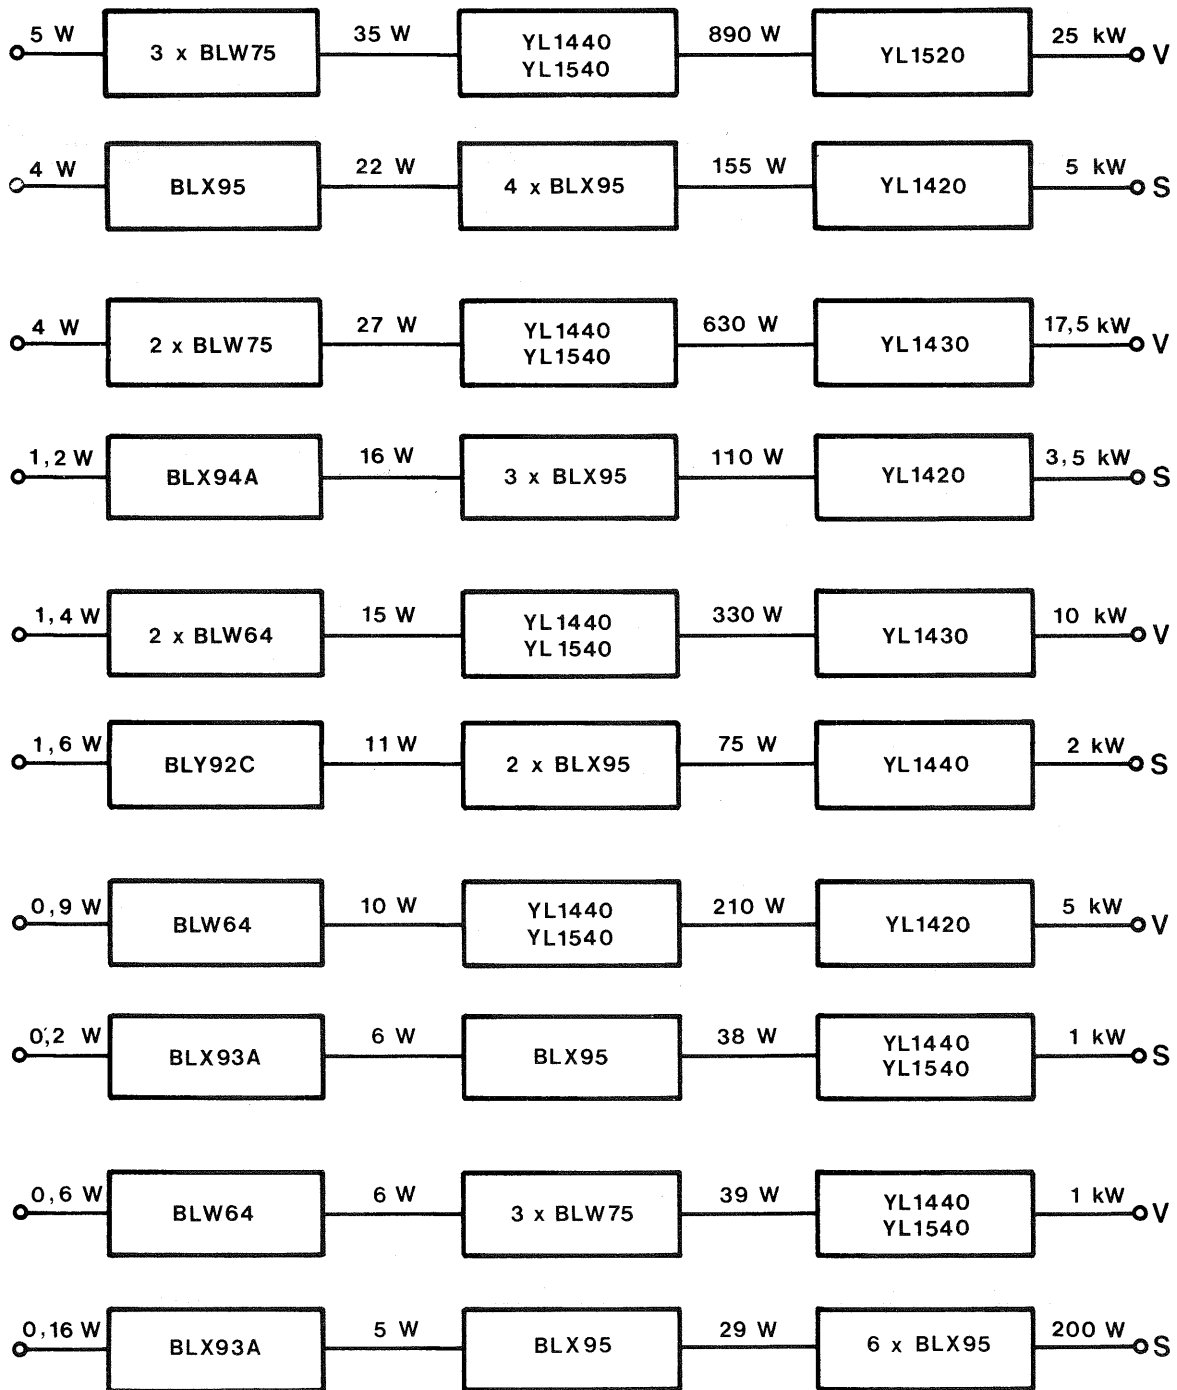 5 W 3 x BLW75 35 W YL1440 YL1540 890 W YL1520 25 kW V
4 W BLX95 22 W 4 x BLX95 155 W YL1420 5 kW S
4 W 2 x BLW75 27 W YL1440 YL1540 630 W YL1430 17,5 kW V
1,2 W BLX94A 16 W 3 x BLX95 110 W YL1420 3,5 kW S
1,4 W 2 x BLW64 15 W YL1440 YL1540 330 W YL1430 10 kW V
1,6 W BLY92C 11 W 2 x BLX95 75 W YL1440 2 kW S
0,9 W BLW64 10 W YL1440 YL1540 210 W YL1420 5 kW V
0,2 W BLX93A 6 W BLX95 38 W YL1440 YL1540 1 kW S
0,6 W BLW64 6 W 3 x BLW75 39 W YL1440 YL1540 1 kW V
0,16 W BLX93A 5 W BLX95 29 W 6 x BLX95 200 W S